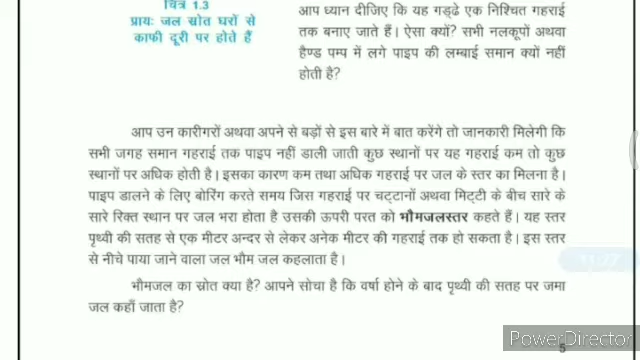 चित्र 1.3
प्रायः जल स्रोत घरों से
काफी दूरी पर होते हैं
आप ध्यान दीजिए कि यह गड्ढे एक निश्चित गहराई
तक बनाए जाते हैं। ऐसा क्यों? सभी नलकूपों अथवा
हैण्ड पम्प में लगे पाइप की लम्बाई समान क्यों नहीं
होती है?
आप उन कारीगरों अथवा अपने से बड़ों से इस बारे में बात करेंगे तो जानकारी मिलेगी कि
सभी जगह समान गहराई तक पाइप नहीं डाली जाती कुछ स्थानों पर यह गहराई कम तो कुछ
स्थानों पर अधिक होती है। इसका कारण कम तथा अधिक गहराई पर जल के स्तर का मिलना है।
पाइप डालने के लिए बोरिंग करते समय जिस गहराई पर चट्टानों अथवा मिट्टी के बीच सारे के
सारे रिक्त स्थान पर जल भरा होता है उसकी ऊपरी परत को भौमजलस्तर कहते हैं। यह स्तर
पृथ्वी की सतह से एक मीटर अन्दर से लेकर अनेक मीटर की गहराई तक हो सकता है। इस स्तर
से नीचे पाया जाने वाला जल भौम जल कहलाता है।
भौमजल का स्रोत क्या है? आपने सोचा है कि वर्षा होने के बाद पृथ्वी की सतह पर जमा
जल कहाँ जाता है?
PowerDirector
5